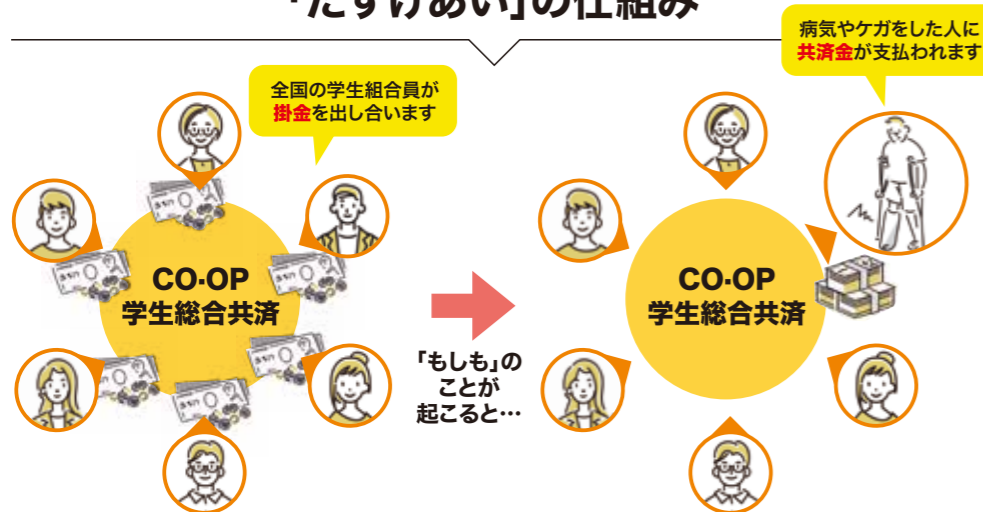 「たすけあい」の仕組み
病気やケガをした人に
共済金が支払われます
全国の学生組合員が
掛金を出し合います
CO·OP
学生総合共済
「もしも」の
ことが
起こると…
CO·OP
学生総合共済